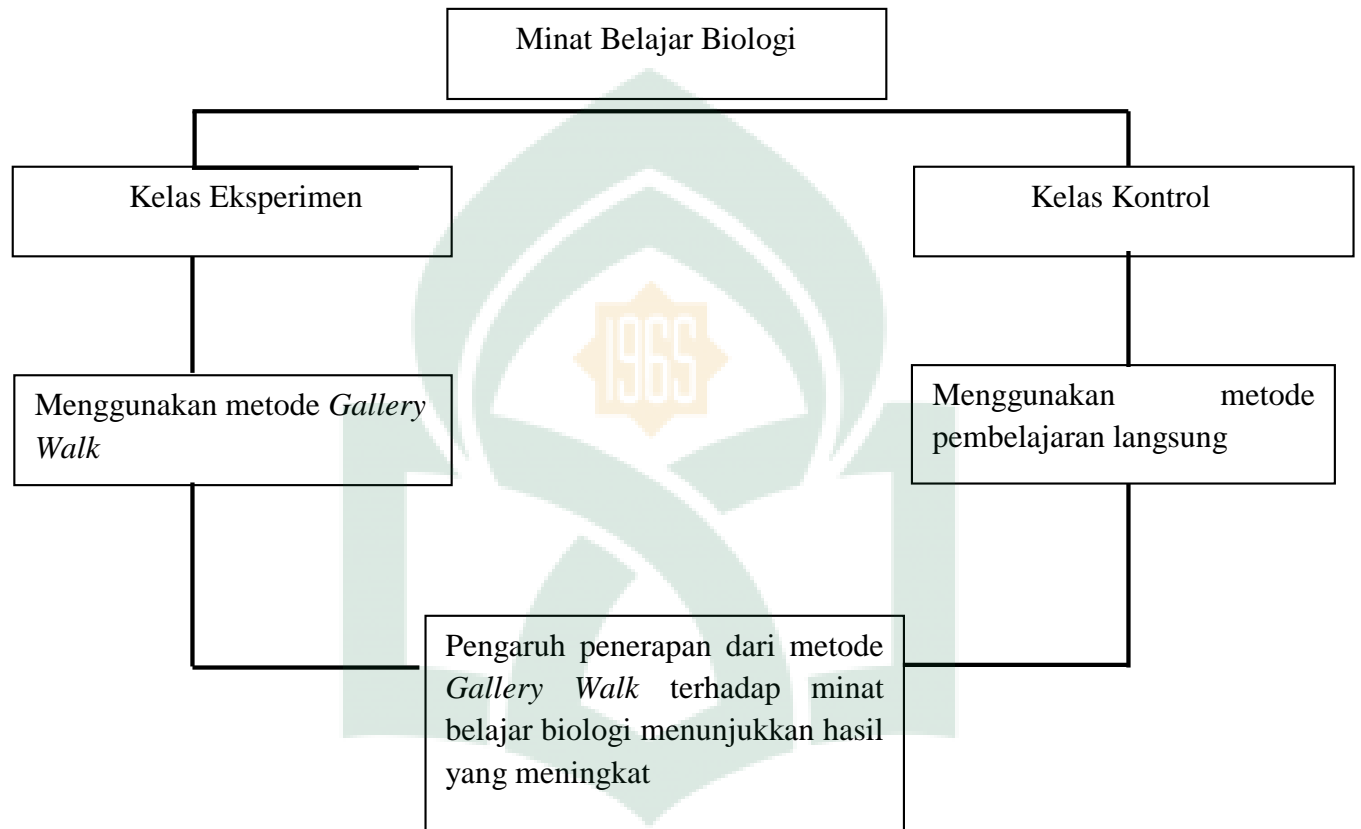 Minat Belajar Biologi
Kelas Eksperimen
Kelas Kontrol
1965
Menggunakan metode Gallery
Walk
Menggunakan metode
pembelajaran langsung
Pengaruh penerapan dari metode
Gallery Walk terhadap minat
belajar biologi menunjukkan hasil
yang meningkat